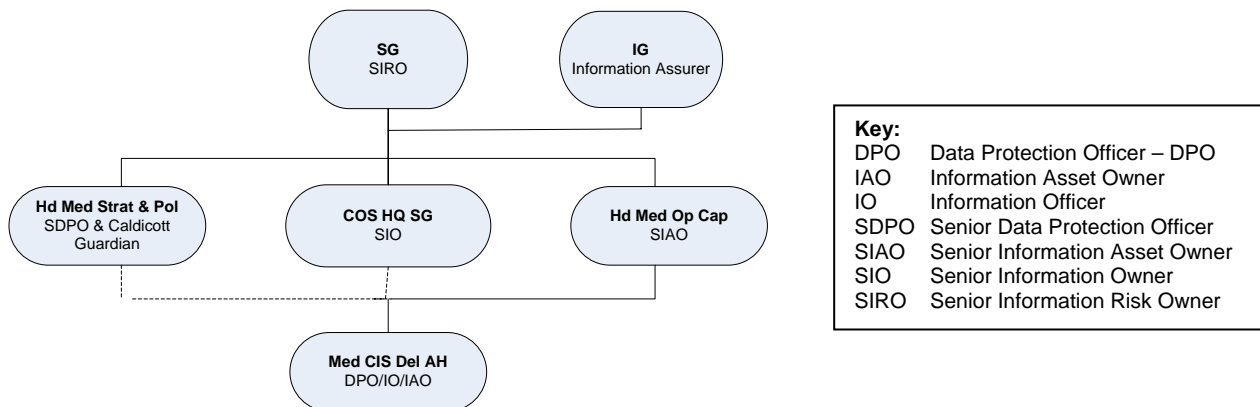 SG
SIRO
IG
Information Assurer
Hd Med Strat & Pol
SDPO & Caldicott
Guardian
COS HQ SG
SIO
Hd Med Op Cap
SIAO
Med CIS Del AH
DPO/IO/IAO
Key:
DPO Data Protection Officer – DPO
IAO Information Asset Owner
IO Information Officer
SDPO Senior Data Protection Officer
SIAO Senior Information Asset Owner
SIO Senior Information Owner
SIRO Senior Information Risk Owner